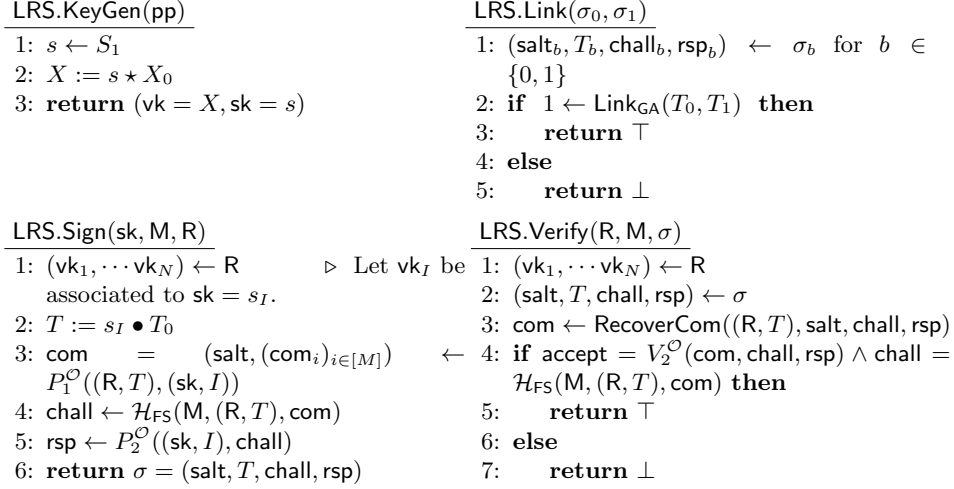 LRS.KeyGen(pp)
1: s ← S₁
2: X := s ⋆ X₀
3: return (vk = X, sk = s)
LRS.Link(σ₀, σ₁)
1: (salt_b, T_b, chall_b, rsp_b) ← σ_b for b ∈
{0, 1}
2: if 1 ← Link_GA(T₀, T₁) then
3: return ⊤
4: else
5: return ⊥
LRS.Sign(sk, M, R)
1: (vk₁, ⋯ vk_N) ← R ▷ Let vk_I be
associated to sk = s_I.
2: T := s_I • T₀
3: com = (salt, (com_i)_{i∈[M]}) ←
P₁^O((R, T), (sk, I))
4: chall ← H_FS(M, (R, T), com)
5: rsp ← P₂^O((sk, I), chall)
6: return σ = (salt, T, chall, rsp)
LRS.Verify(R, M, σ)
1: (vk₁, ⋯ vk_N) ← R
2: (salt, T, chall, rsp) ← σ
3: com ← RecoverCom((R, T), salt, chall, rsp)
4: if accept = V₂^O(com, chall, rsp) ∧ chall =
H_FS(M, (R, T), com) then
5: return ⊤
6: else
7: return ⊥